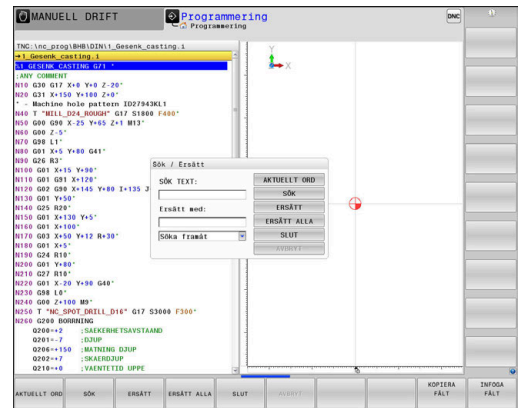 MANUELL DRIFT
Programmering
Programmering
DNC
TNC:\nc_prog\BHB\DIN\1_Gesenk_casting.i
→1_Gesenk_casting.i
%1_GESENK_CASTING G71 *
;ANY COMMENT
N10 G30 G17 X+0 Y+0 Z-20*
N20 G31 X+150 Y+100 Z+0*
* - Machine hole pattern ID27943KL1
N40 T "MILL_D24_ROUGH" G17 S1800 F400*
N50 G00 G90 X-25 Y+65 Z+1 M13*
N60 G00 Z-5*
N70 G98 L1*
N80 G01 X+5 Y+80 G41*
N90 G26 R3*
N100 G01 X+15 Y+90*
N110 G01 G91 X+120*
N120 G02 G90 X+145 Y+80 I+135 J
N130 G01 Y+50*
N140 G25 R20*
N150 G01 X+130 Y+5*
N160 G01 X+100*
N170 G03 X+50 Y+12 R+30*
N180 G01 X+5*
N190 G24 R10*
N200 G01 Y+80*
N210 G27 R10*
N220 G01 X-20 Y+90 G40*
N230 G98 L0*
N240 G00 Z+100 M9*
N250 T "NC_SPOT_DRILL_D16" G17 S3000 F300*
N260 G200 BORRNING
Q200=+2 ;SAEKERHETSAVSTAAND
Q201=-7 ;DJUP
Q206=+150 ;MATNING DJUP
Q202=+7 ;SKAERDJUP
Q210=+0 ;VAENTETID UPPE
Y
X
Sök / Ersätt
SÖK TEXT:
Ersätt med:
Söka framåt
AKTUELLT ORD
SÖK
ERSÄTT
ERSÄTT ALLA
SLUT
AVBRYT
AKTUELLT ORD
SÖK
ERSÄTT
ERSÄTT ALLA
SLUT
AVBRYT
KOPIERA FÄLT
INFOGA FÄLT